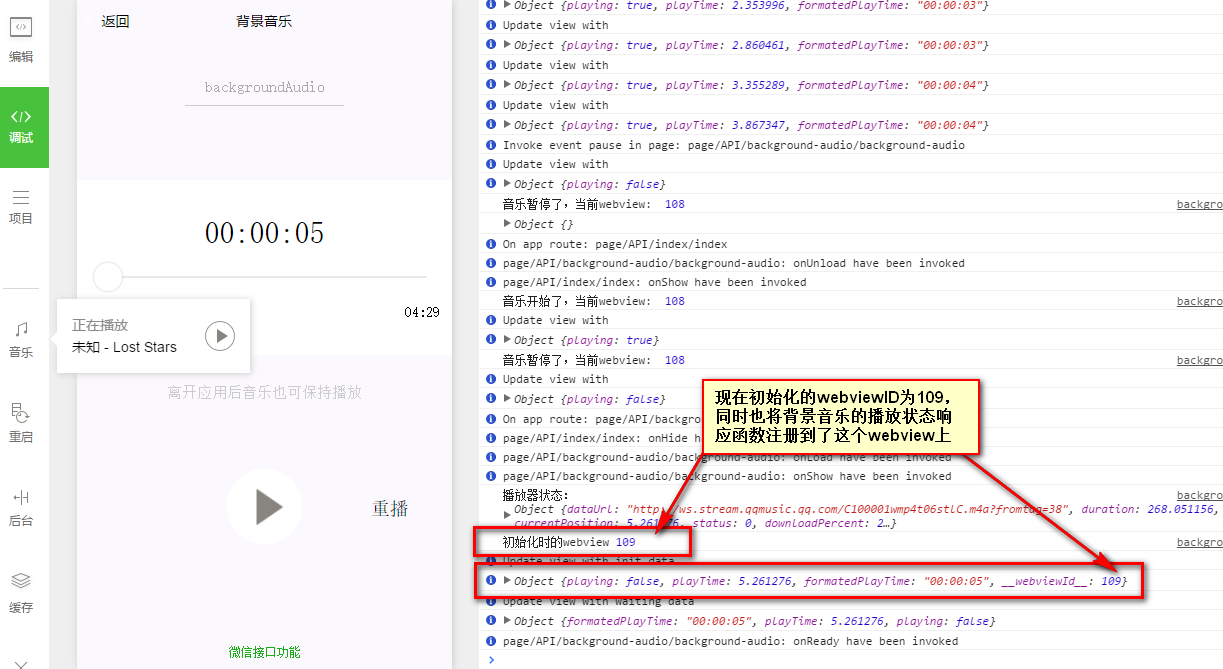 编辑
调试
项目
音乐
重启
后台
缓存
返回
背景音乐
backgroundAudio
00:00:05
04:29
正在播放
未知 - Lost Stars
离开应用后音乐也可保持播放
重播
微信接口功能
Object {playing: true, playTime: 2.353996, formatedPlayTime: "00:00:03"}
Update view with
Object {playing: true, playTime: 2.860461, formatedPlayTime: "00:00:03"}
Update view with
Object {playing: true, playTime: 3.355289, formatedPlayTime: "00:00:04"}
Update view with
Object {playing: true, playTime: 3.867347, formatedPlayTime: "00:00:04"}
Invoke event pause in page: page/API/background-audio/background-audio
Update view with
Object {playing: false}
音乐暂停了，当前webview: 108 backgro
Object {}
On app route: page/API/index/index
page/API/background-audio/background-audio: onUnload have been invoked
page/API/index/index: onShow have been invoked
音乐开始了，当前webview: 108 backgro
Update view with
Object {playing: true}
音乐暂停了，当前webview: 108 backgro
Update view with
Object {playing: false}
现在初始化的webviewID为109，
同时也将背景音乐的播放状态响
应函数注册到了这个webview上
On app route: page/API/backgro
page/API/index/index: onHide h
page/API/background-audio/background-audio: onLoad have been invoked
page/API/background-audio/background-audio: onShow have been invoked
播放器状态： backgro
Object {dataUrl: "http://ws.stream.qqmusic.qq.com/C100001wmp4t06stLC.m4a?fromtag=38", duration: 268.051156,
currentPosition: 5.261276, status: 0, downloadPercent: 2…}
初始化时的webview 109 backgro
Update view with init data
Object {playing: false, playTime: 5.261276, formatedPlayTime: "00:00:05", __webviewId__: 109}
Update view with waiting data
Object {formatedPlayTime: "00:00:05", playTime: 5.261276, playing: false}
page/API/background-audio/background-audio: onReady have been invoked